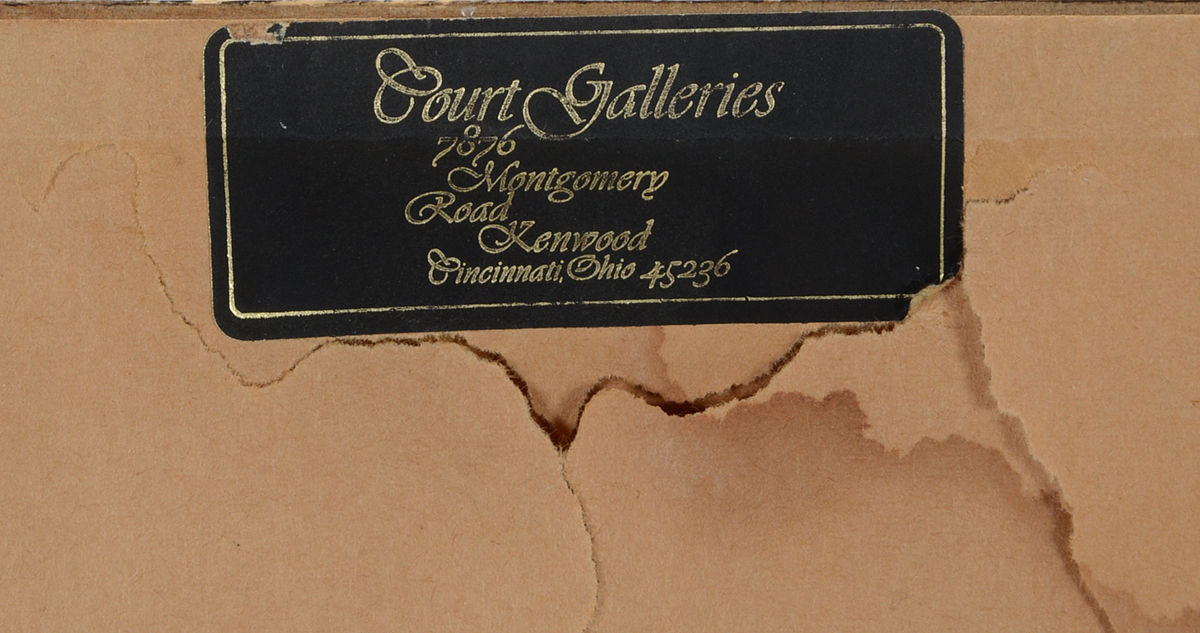 Court Galleries
7876
Montgomery
Road
Kenwood
Cincinnati, Ohio 45236